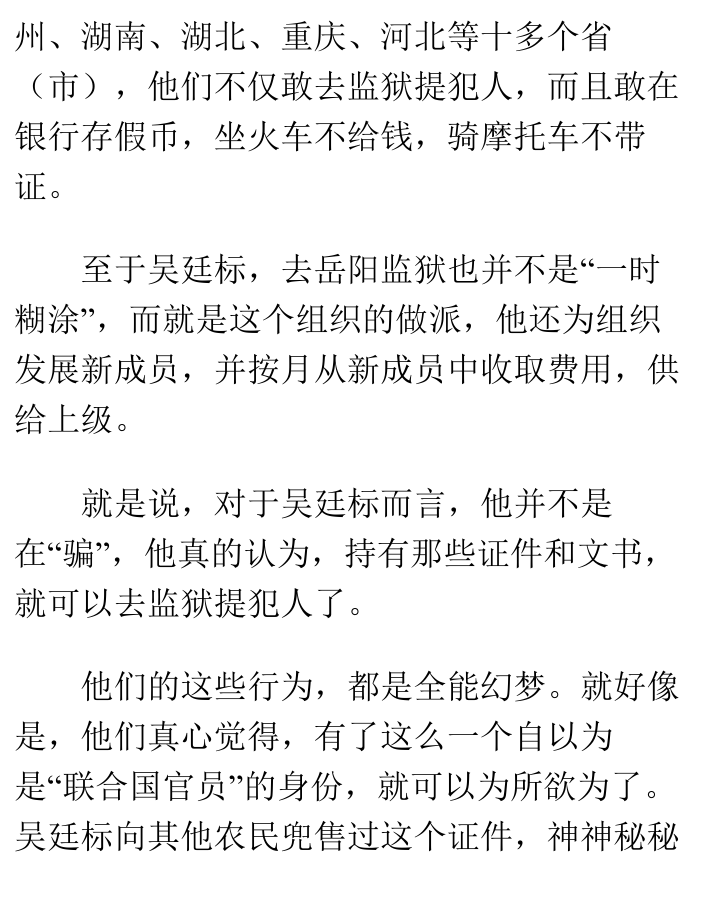 州、湖南、湖北、重庆、河北等十多个省
（市），他们不仅敢去监狱提犯人，而且敢在
银行存假币，坐火车不给钱，骑摩托车不带
证。
至于吴廷标，去岳阳监狱也并不是“一时
糊涂”，而就是这个组织的做派，他还为组织
发展新成员，并按月从新成员中收取费用，供
给上级。
就是说，对于吴廷标而言，他并不是
在“骗”，他真的认为，持有那些证件和文书，
就可以去监狱提犯人了。
他们的这些行为，都是全能幻梦。就好像
是，他们真心觉得，有了这么一个自以为
是“联合国官员”的身份，就可以为所欲为了。
吴廷标向其他农民兜售过这个证件，神神秘秘